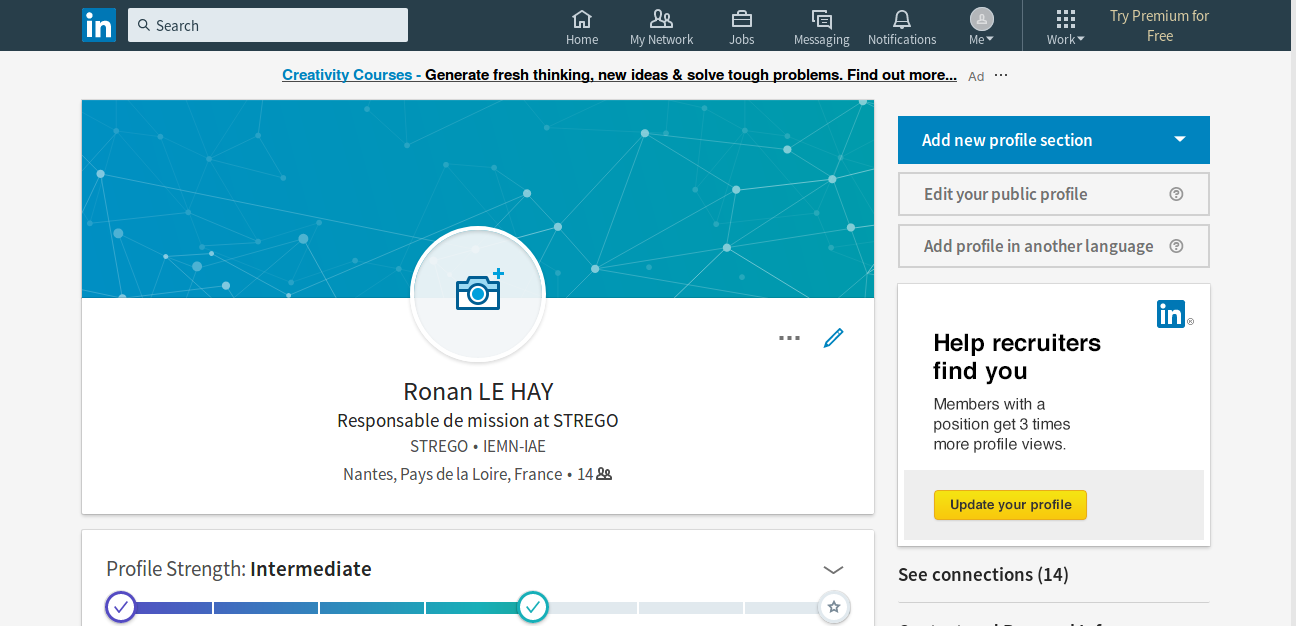 in
Search
Home
My Network
Jobs
Messaging
Notifications
Me
Work
Try Premium for
Free
Creativity Courses - Generate fresh thinking, new ideas & solve tough problems. Find out more... Ad ...
Ronan LE HAY
Responsable de mission at STREGO
STREGO • IEMN-IAE
Nantes, Pays de la Loire, France • 14
Profile Strength: Intermediate
Add new profile section
Edit your public profile
Add profile in another language
in ®
Help recruiters
find you
Members with a
position get 3 times
more profile views.
Update your profile
See connections (14)